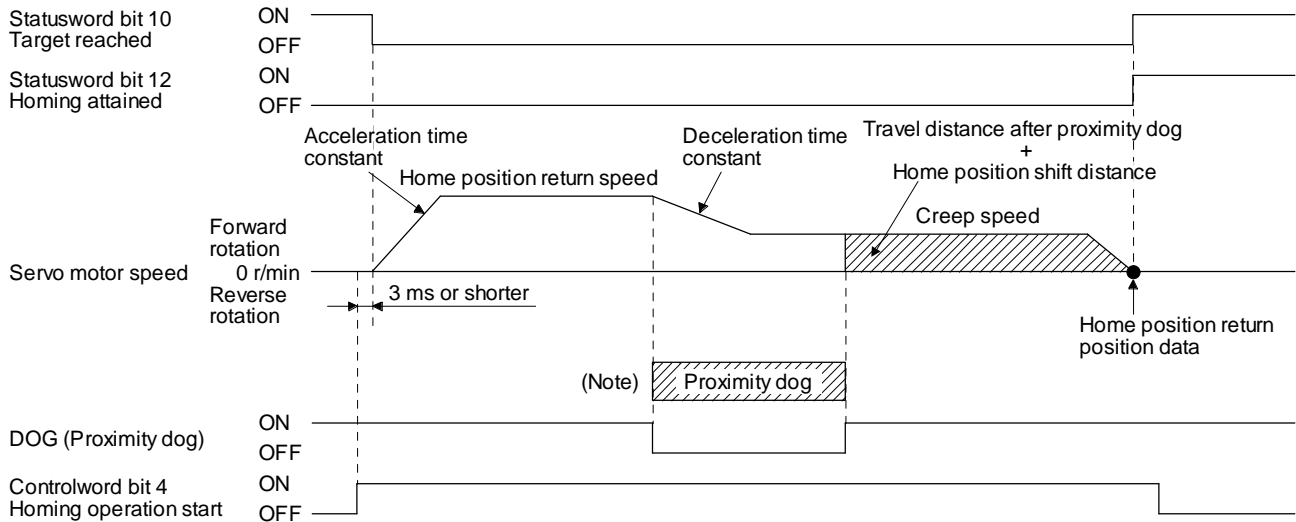 Statusword bit 10
Target reached
ON
OFF
Statusword bit 12
Homing attained
ON
OFF
Acceleration time
constant
Home position return speed
Deceleration time
constant
Travel distance after proximity dog
+
Home position shift distance
Creep speed
Forward
rotation
Servo motor speed
0 r/min
Reverse
rotation
3 ms or shorter
Home position return
position data
(Note)
Proximity dog
DOG (Proximity dog)
ON
OFF
Controlword bit 4
Homing operation start
ON
OFF